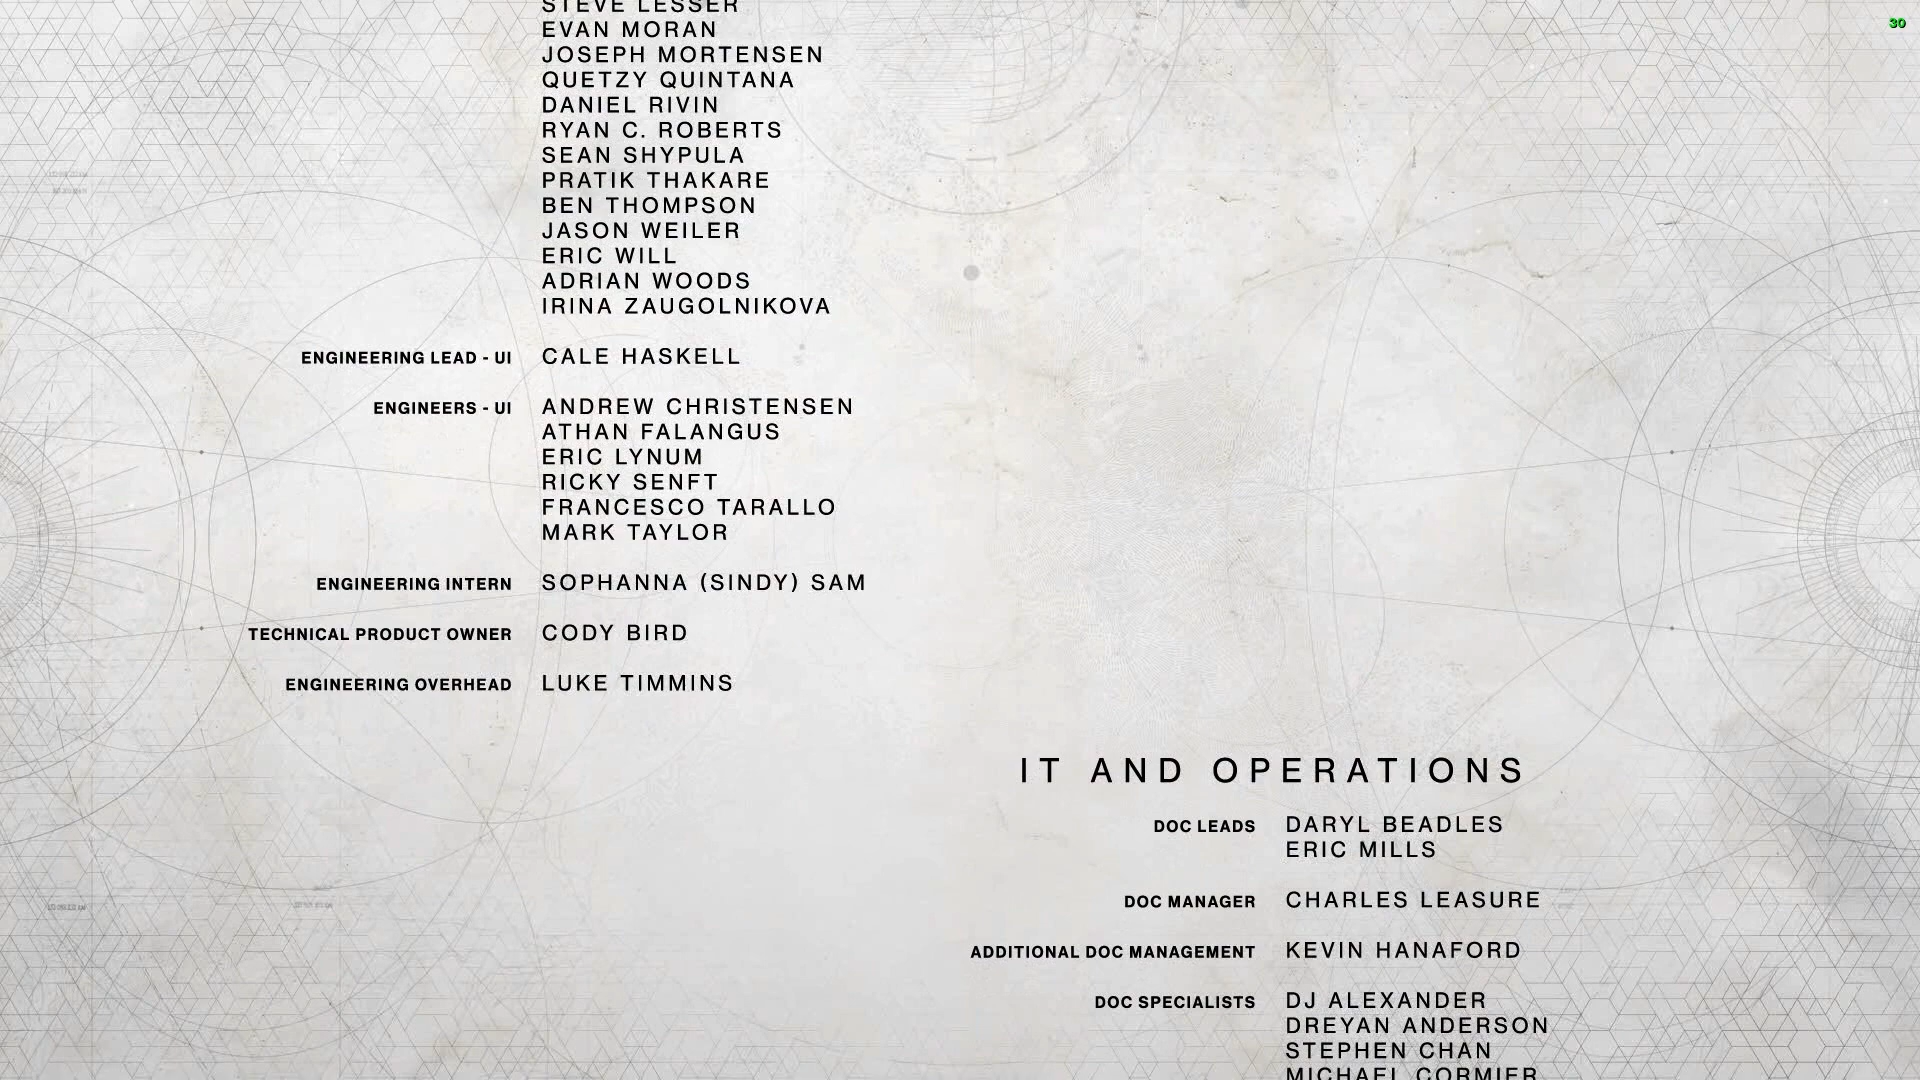 30
STEVE LESSER
EVAN MORAN
JOSEPH MORTENSEN
QUETZY QUINTANA
DANIEL RIVIN
RYAN C. ROBERTS
SEAN SHYPULA
PRATIK THAKARE
BEN THOMPSON
JASON WEILER
ERIC WILL
ADRIAN WOODS
IRINA ZAUGOLNIKOVA
ENGINEERING LEAD - UI CALE HASKELL
ENGINEERS - UI ANDREW CHRISTENSEN
ATHAN FALANGUS
ERIC LYNUM
RICKY SENFT
FRANCESCO TARALLO
MARK TAYLOR
ENGINEERING INTERN SOPHANNA (SINDY) SAM
TECHNICAL PRODUCT OWNER CODY BIRD
ENGINEERING OVERHEAD LUKE TIMMINS
IT AND OPERATIONS
DOC LEADS DARYL BEADLES
ERIC MILLS
DOC MANAGER CHARLES LEASURE
ADDITIONAL DOC MANAGEMENT KEVIN HANAFORD
DOC SPECIALISTS DJ ALEXANDER
DREYAN ANDERSON
STEPHEN CHAN
MICHAEL CORMIER